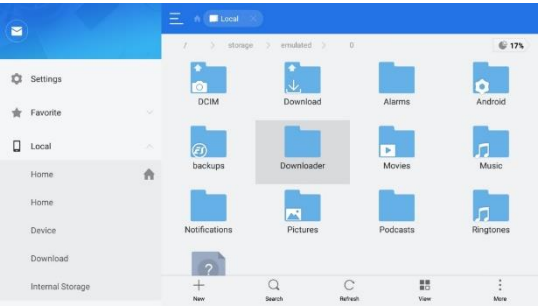 Local
/ > storage > emulated > 0
17%
Settings
Favorite
Local
Home
Home
Device
Download
Internal Storage
DCIM
Download
Alarms
Android
backups
Downloader
Movies
Music
Notifications
Pictures
Podcasts
Ringtones
?
New
Search
Refresh
View
More